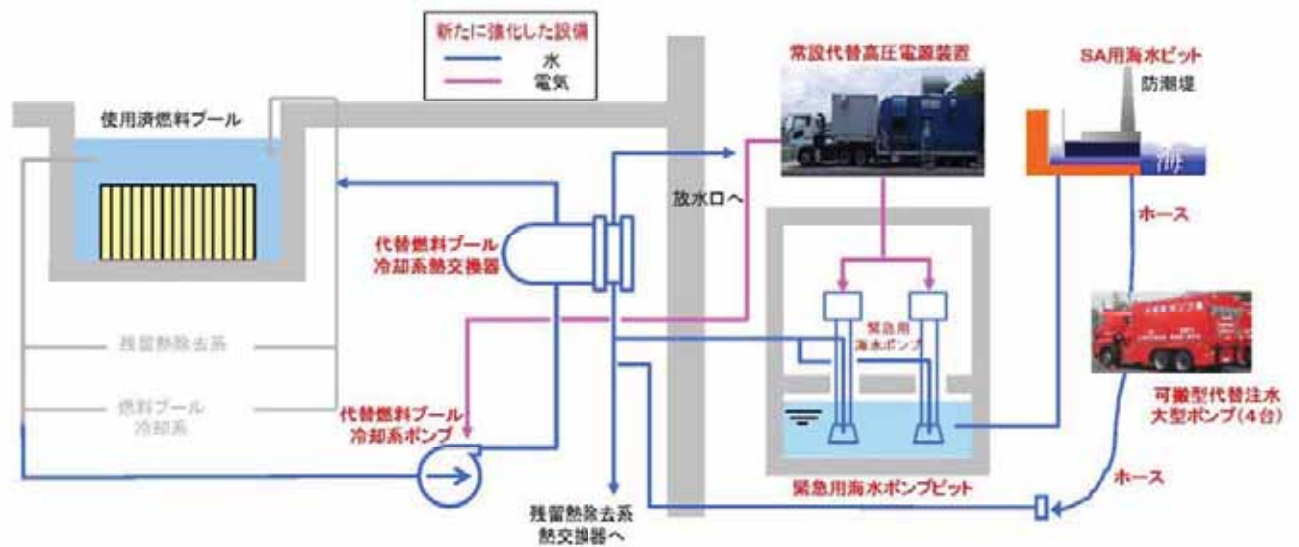 新たに強化した設備
水
電気
使用済燃料プール
常設代替高圧電源装置
SA用海水ピット
防潮堤
海
放水口へ
ホース
代替燃料プール
冷却系熱交換器
緊急用
海水ポンプ
残留熱除去系
燃料プール
冷却系
代替燃料プール
冷却系ポンプ
可搬型代替注水
大型ポンプ(4台)
緊急用海水ポンプピット
ホース
残留熱除去系
熱交換器へ